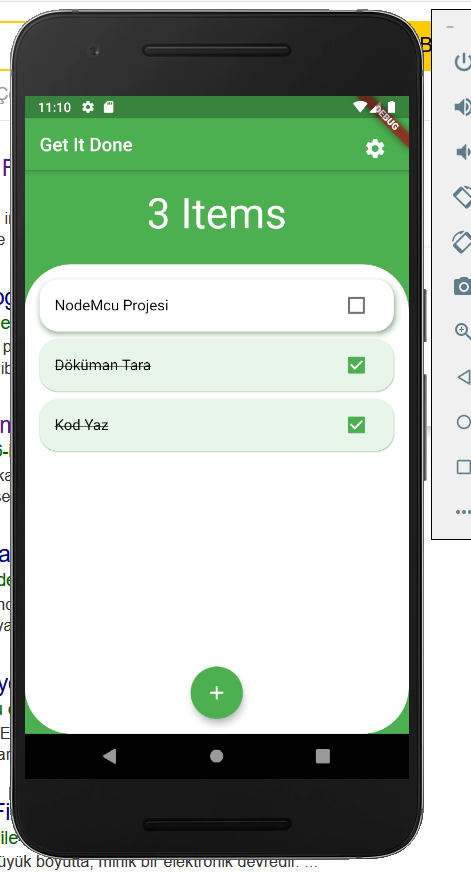 11:10
DEBUG
Get It Done
3 Items
NodeMcu Projesi
Döküman Tara
Kod Yaz
üyük boyutta, minik bir elektronik devredir. ...